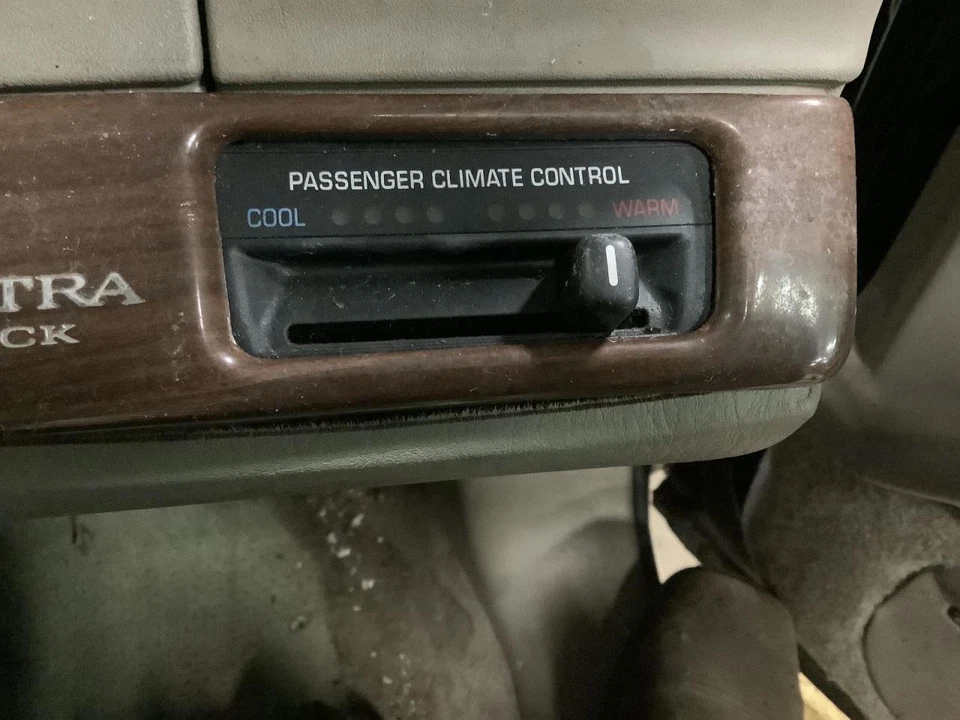 PASSENGER CLIMATE CONTROL
COOL WARM
TRA
CK